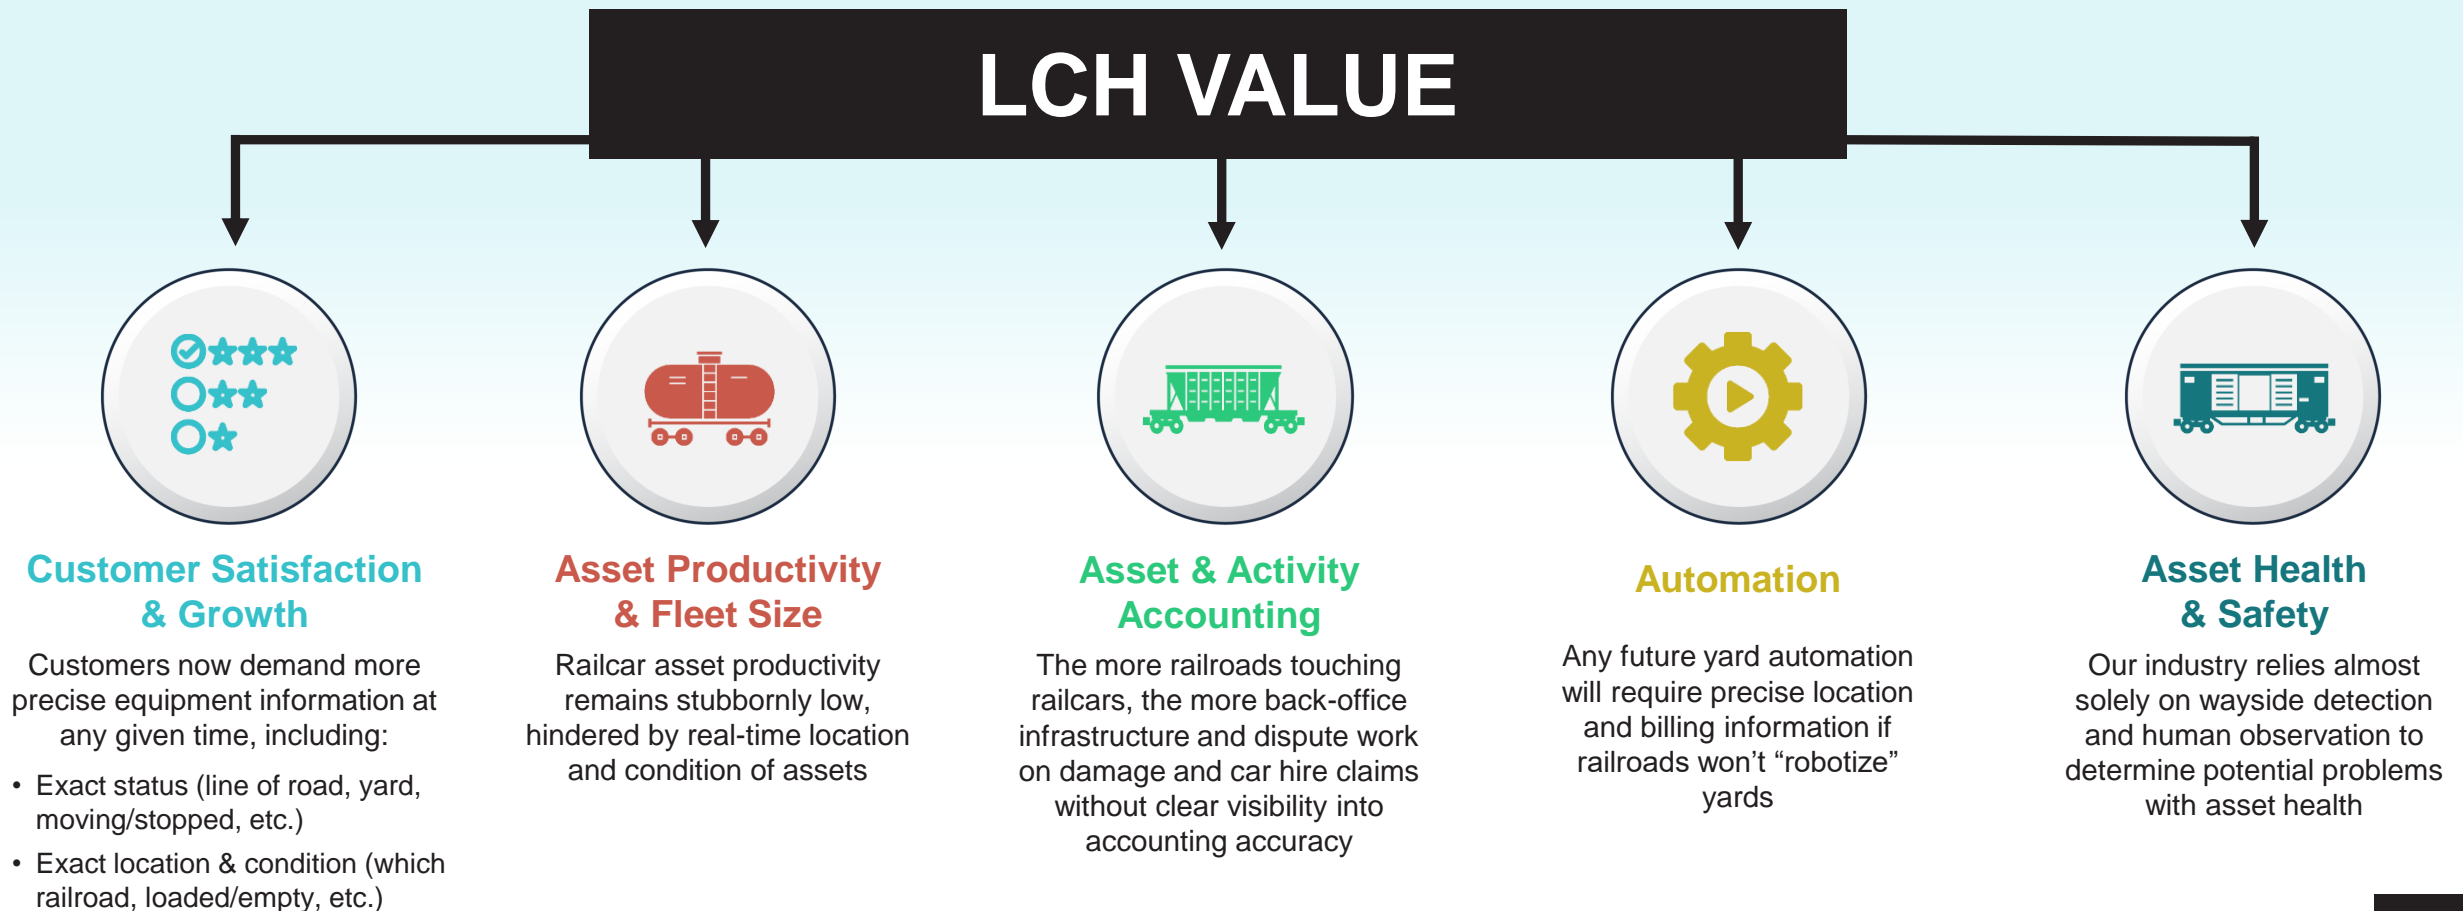 LCH VALUE
Customer Satisfaction
& Growth
Customers now demand more
precise equipment information at
any given time, including:
• Exact status (line of road, yard,
moving/stopped, etc.)
• Exact location & condition (which
railroad, loaded/empty, etc.)
Asset Productivity
& Fleet Size
Railcar asset productivity
remains stubbornly low,
hindered by real-time location
and condition of assets
Asset & Activity
Accounting
The more railroads touching
railcars, the more back-office
infrastructure and dispute work
on damage and car hire claims
without clear visibility into
accounting accuracy
Automation
Any future yard automation
will require precise location
and billing information if
railroads won’t “robotize”
yards
Asset Health
& Safety
Our industry relies almost
solely on wayside detection
and human observation to
determine potential problems
with asset health